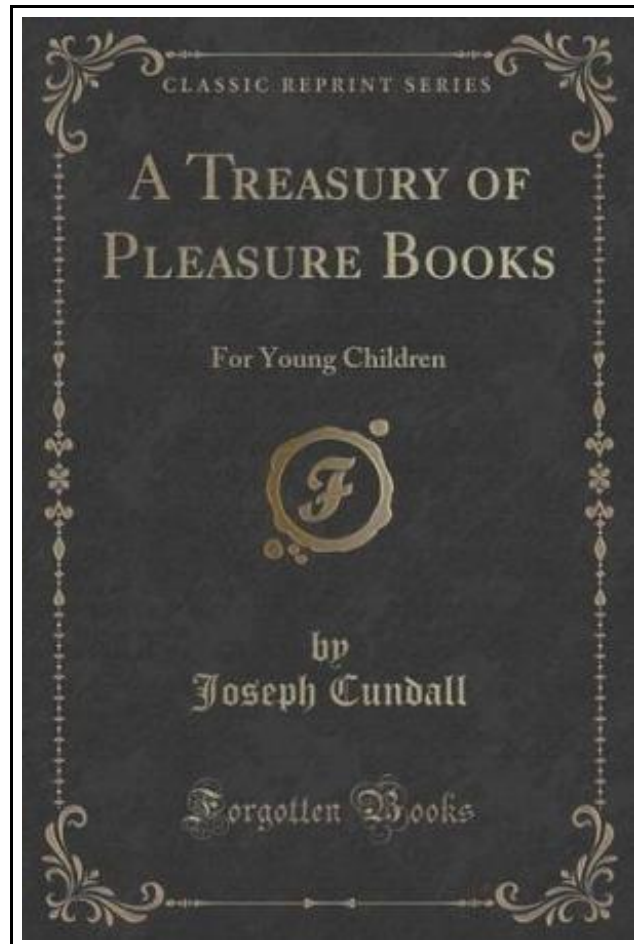 CLASSIC REPRINT SERIES
A TREASURY OF
PLEASURE BOOKS
For Young Children
F
by
Joseph Cundall
Forgotten Books